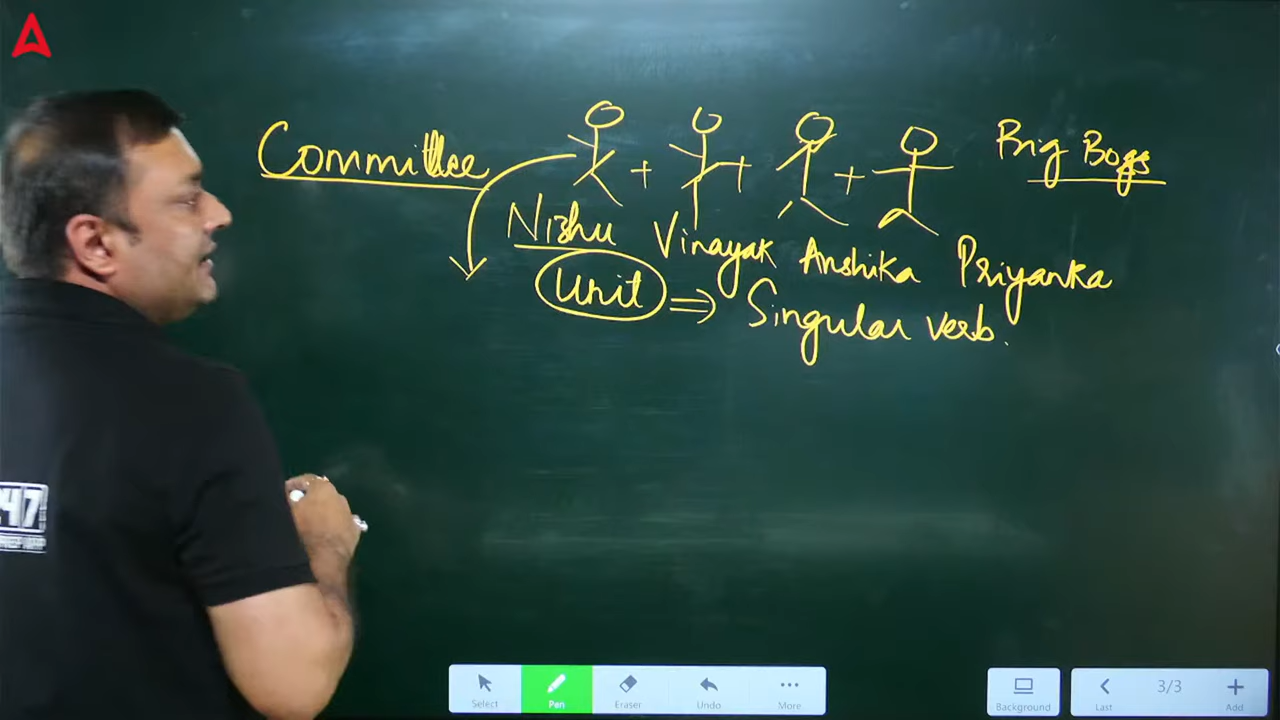 Committee + + + Big Boss
Nishu Vinayak Anshika Priyanka
Unit ⇒ Singular verb.
247
Select Pen Eraser Undo More
Background Last 3/3 Add